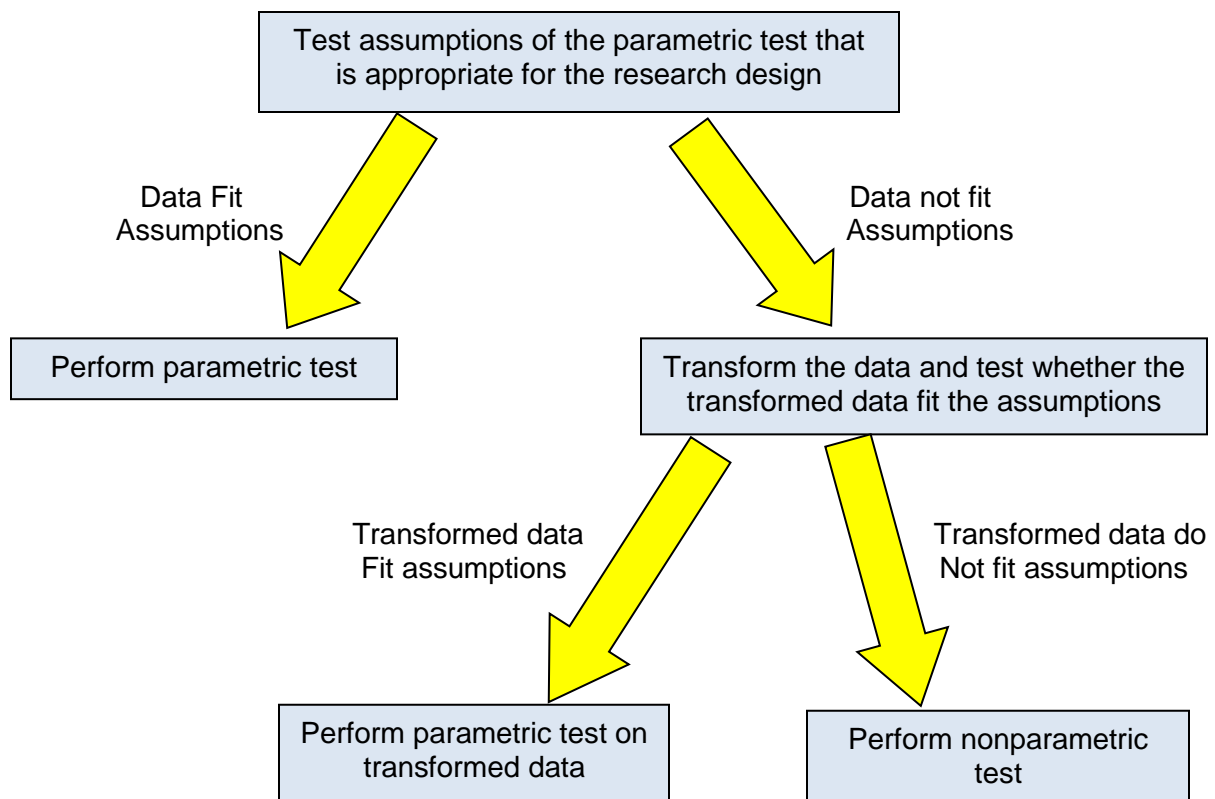 Test assumptions of the parametric test that
is appropriate for the research design
Data Fit
Assumptions
Data not fit
Assumptions
Perform parametric test
Transform the data and test whether the
transformed data fit the assumptions
Transformed data
Fit assumptions
Transformed data do
Not fit assumptions
Perform parametric test on
transformed data
Perform nonparametric
test